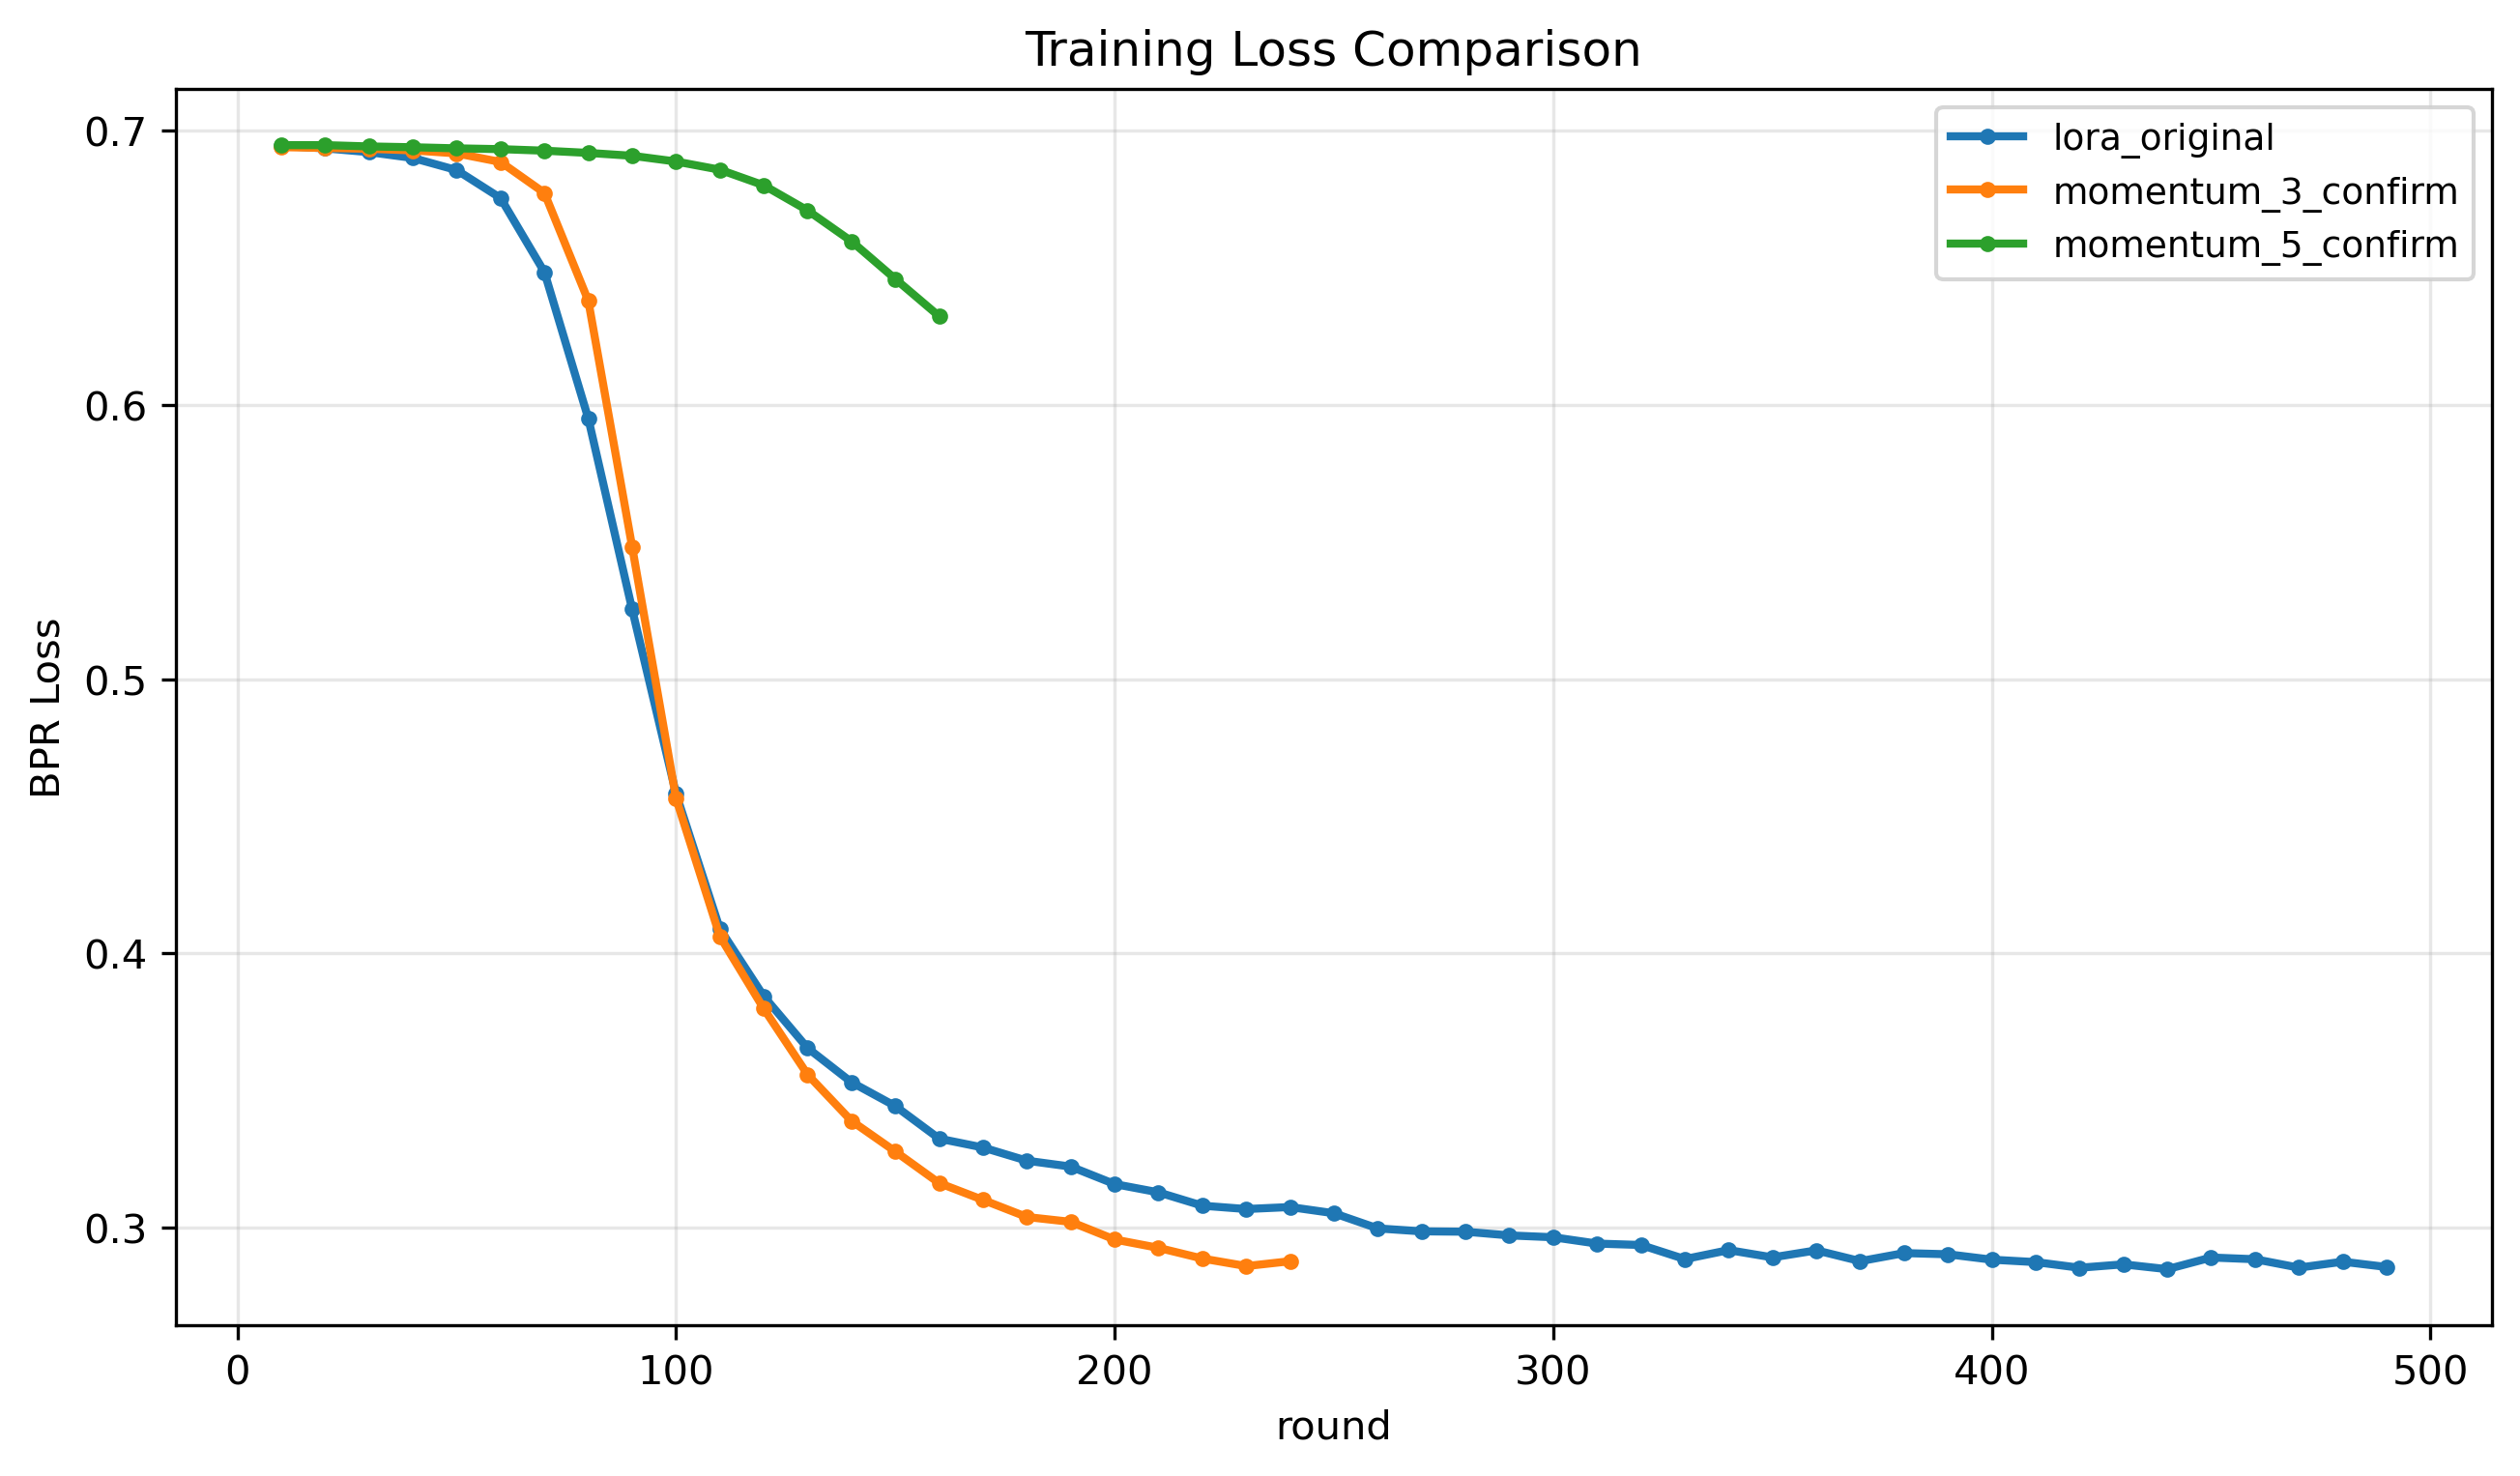 Training Loss Comparison
lora_original
momentum_3_confirm
momentum_5_confirm
BPR Loss
0.7
0.6
0.5
0.4
0.3
0 100 200 300 400 500
round